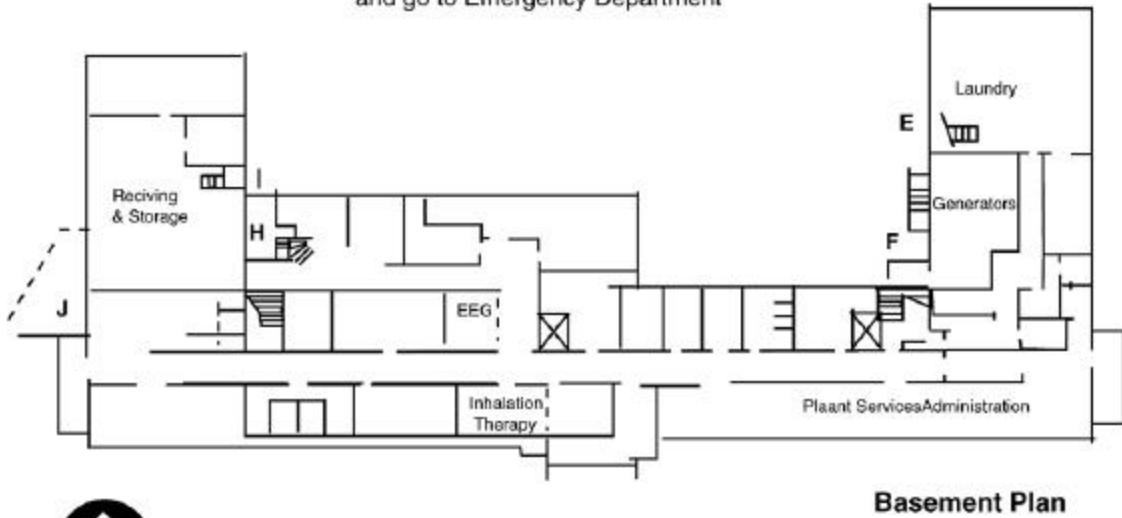 and go to Emergency Department
Laundry
E
Reciving
& Storage
Generators
H
F
J
EEG
Inhalation
Therapy
Plaant ServicesAdministration
Basement Plan